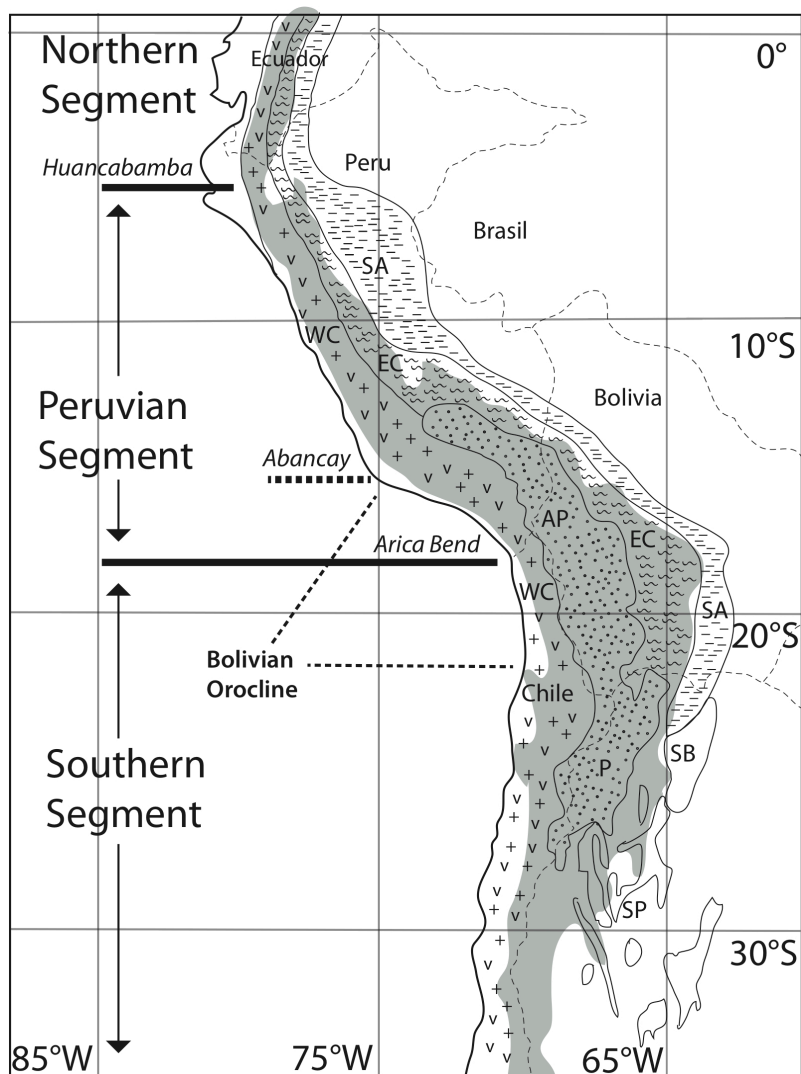 Northern
Segment
Ecuador
0°
Huancabamba
Peru
Brasil
SA
WC
10°S
EC
Peruvian
Segment
Bolivia
Abancay
AP
EC
Arica Bend
WC
SA
20°S
Bolivian
Orocline
Chile
Southern
Segment
P
SB
SP
30°S
85°W
75°W
65°W